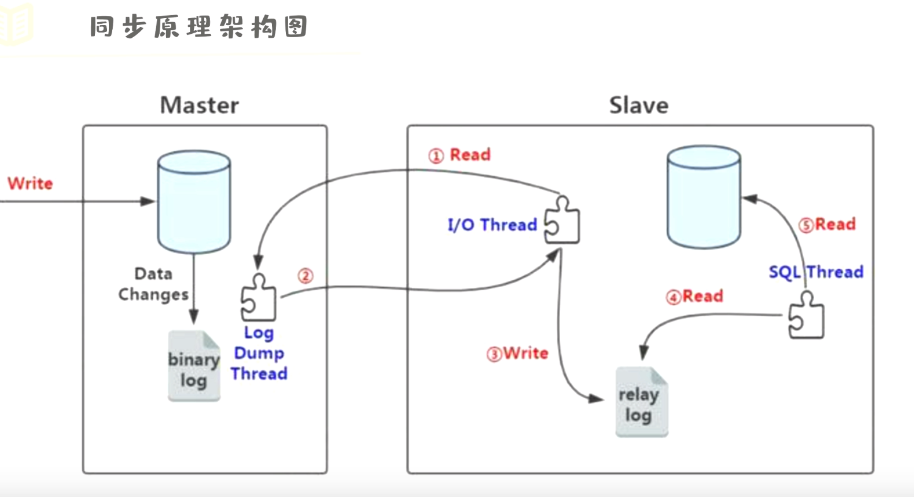 同步原理架构图
Master
Slave
Write
① Read
I/O Thread
⑤Read
②
Data
Changes
SQL Thread
④Read
Log
Dump
Thread
③Write
binary
log
relay
log